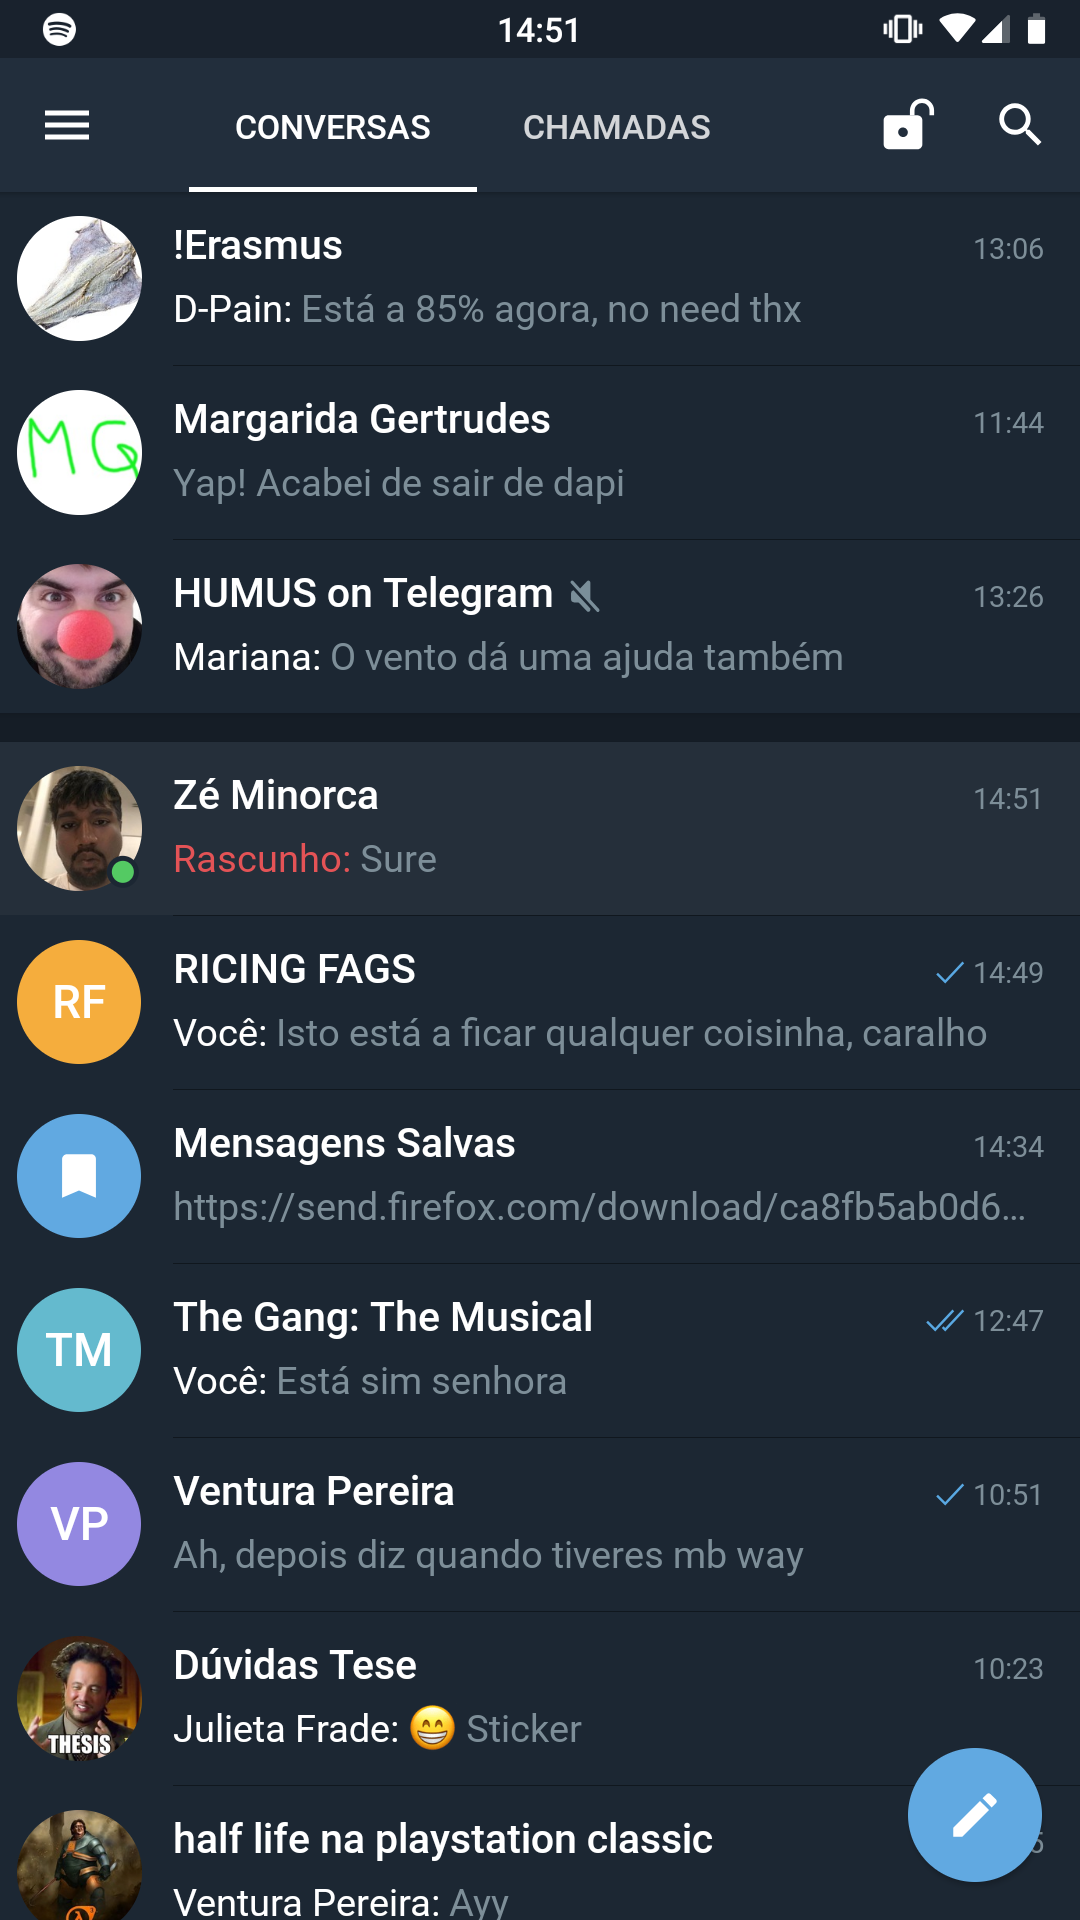 14:51
CONVERSAS CHAMADAS
!Erasmus 13:06
D-Pain: Está a 85% agora, no need thx
MG
Margarida Gertrudes 11:44
Yap! Acabei de sair de dapi
HUMUS on Telegram 13:26
Mariana: O vento dá uma ajuda também
Zé Minorca 14:51
Rascunho: Sure
RF
RICING FAGS 14:49
Você: Isto está a ficar qualquer coisinha, caralho
Mensagens Salvas 14:34
https://send.firefox.com/download/ca8fb5ab0d6...
TM
The Gang: The Musical 12:47
Você: Está sim senhora
VP
Ventura Pereira 10:51
Ah, depois diz quando tiveres mb way
THESIS
Dúvidas Tese 10:23
Julieta Frade: 😁 Sticker
half life na playstation classic
Ventura Pereira: Ayy